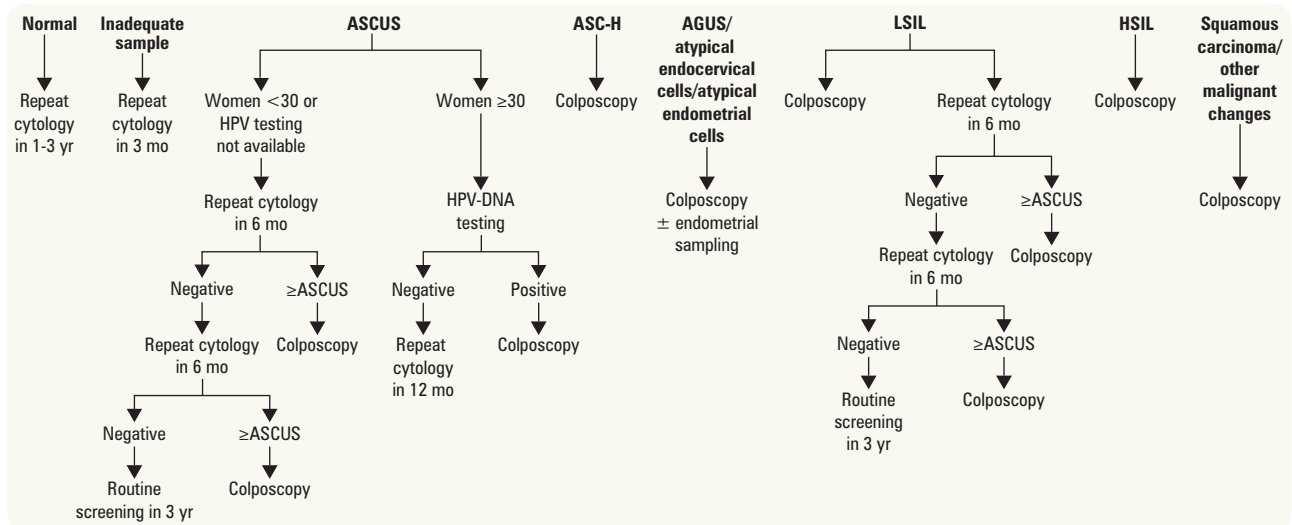 Normal
Repeat
cytology
in 1-3 yr
Inadequate
sample
Repeat
cytology
in 3 mo
ASCUS
Women <30 or
HPV testing
not available
Repeat cytology
in 6 mo
Negative
Repeat cytology
in 6 mo
Negative
Routine
screening in 3 yr
≥ASCUS
Colposcopy
≥ASCUS
Colposcopy
Women ≥30
HPV-DNA
testing
Negative
Repeat
cytology
in 12 mo
Positive
Colposcopy
ASC-H
Colposcopy
AGUS/
atypical
endocervical
cells/atypical
endometrial
cells
Colposcopy
± endometrial
sampling
LSIL
Colposcopy
Repeat cytology
in 6 mo
Negative
Repeat cytology
in 6 mo
Negative
Routine
screening
in 3 yr
≥ASCUS
Colposcopy
≥ASCUS
Colposcopy
HSIL
Colposcopy
Squamous
carcinoma/
other
malignant
changes
Colposcopy